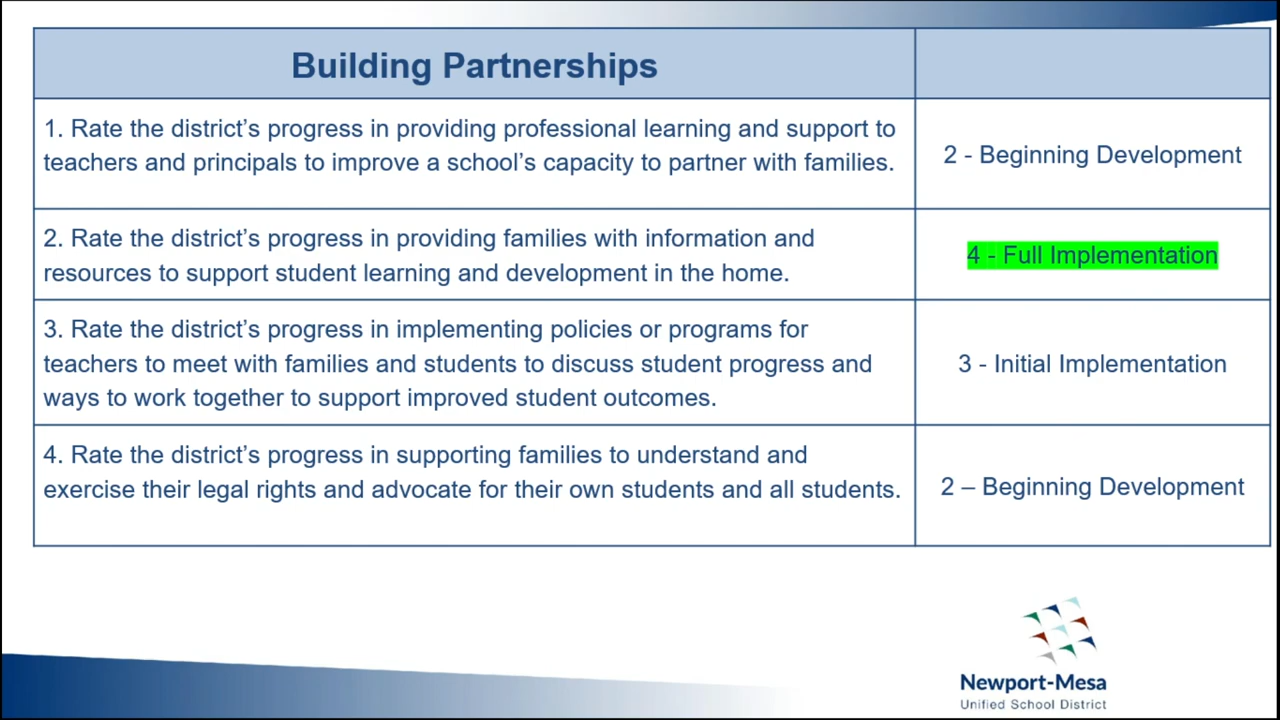 Building Partnerships
1. Rate the district’s progress in providing professional learning and support to
teachers and principals to improve a school’s capacity to partner with families.
2 - Beginning Development
2. Rate the district’s progress in providing families with information and
resources to support student learning and development in the home.
4 - Full Implementation
3. Rate the district’s progress in implementing policies or programs for
teachers to meet with families and students to discuss student progress and
ways to work together to support improved student outcomes.
3 - Initial Implementation
4. Rate the district’s progress in supporting families to understand and
exercise their legal rights and advocate for their own students and all students.
2 – Beginning Development
Newport-Mesa
Unified School District